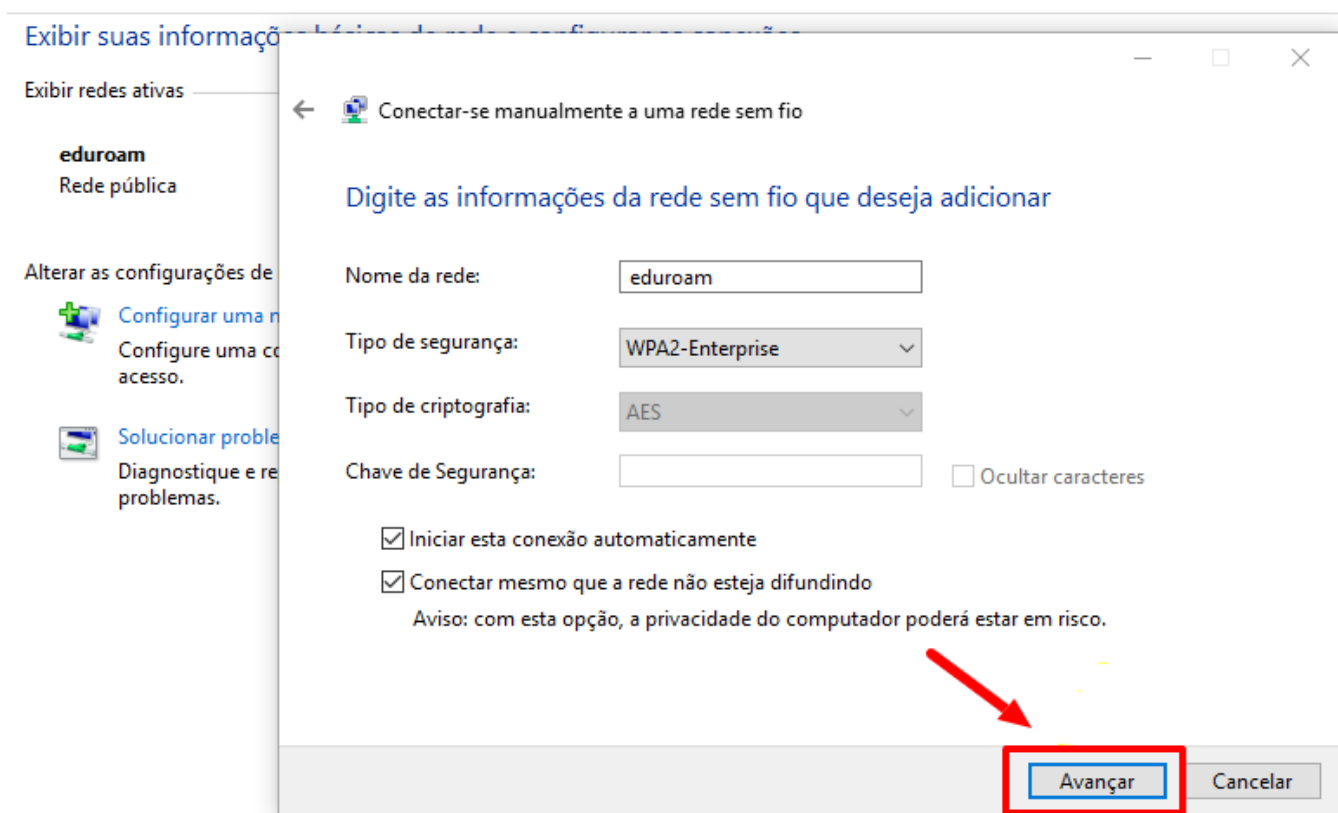 Exibir suas informaçõ
Exibir redes ativas
eduroam
Rede pública
Alterar as configurações de
Configurar uma n
Configure uma co
acesso.
Solucionar proble
Diagnostique e re
problemas.
Conectar-se manualmente a uma rede sem fio
Digite as informações da rede sem fio que deseja adicionar
Nome da rede:
eduroam
Tipo de segurança:
WPA2-Enterprise
Tipo de criptografia:
AES
Chave de Segurança:
Ocultar caracteres
Iniciar esta conexão automaticamente
Conectar mesmo que a rede não esteja difundindo
Aviso: com esta opção, a privacidade do computador poderá estar em risco.
Avançar
Cancelar